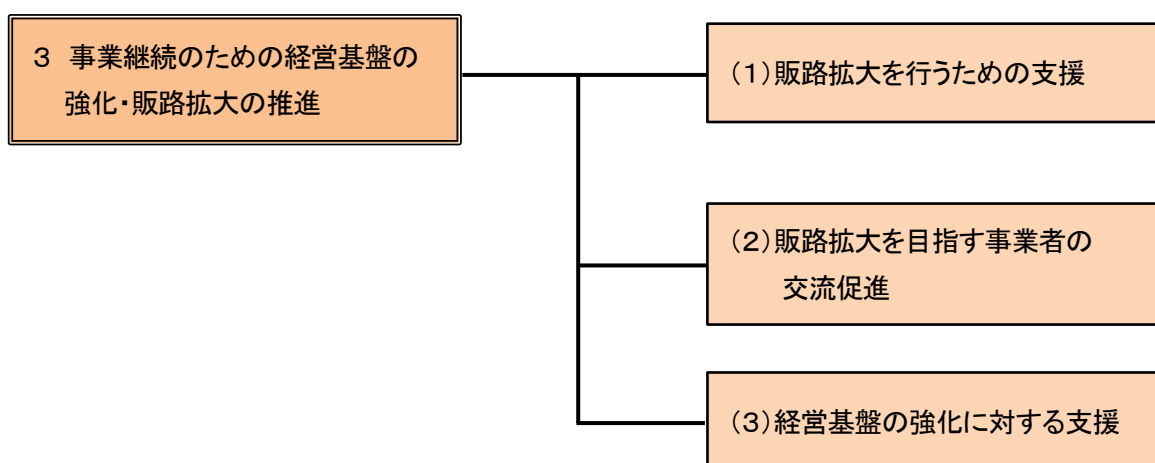 ３　事業継続のための経営基盤の
強化・販路拡大の推進
（１）販路拡大を行うための支援
（２）販路拡大を目指す事業者の
交流促進
（３）経営基盤の強化に対する支援